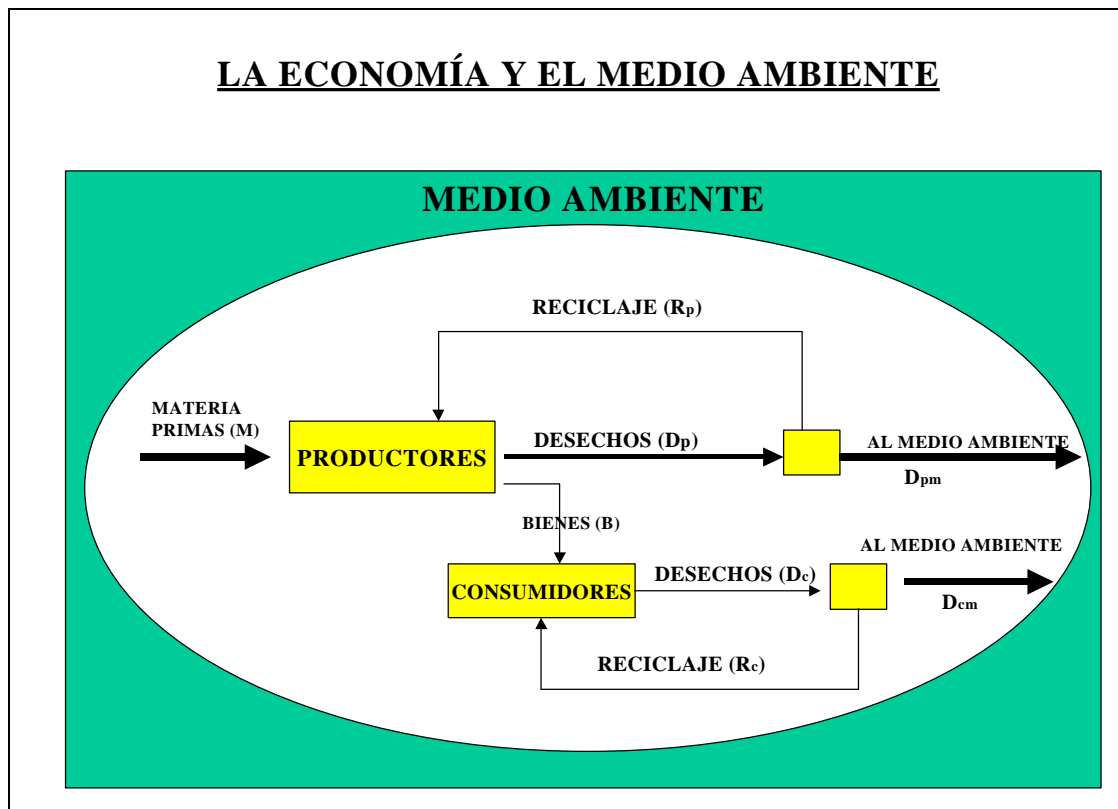 LA ECONOMÍA Y EL MEDIO AMBIENTE
MEDIO AMBIENTE
RECICLAJE (Rp)
MATERIA
PRIMAS (M)
PRODUCTORES
DESECHOS (Dp)
AL MEDIO AMBIENTE
Dpm
BIENES (B)
AL MEDIO AMBIENTE
CONSUMIDORES
DESECHOS (Dc)
Dcm
RECICLAJE (Rc)